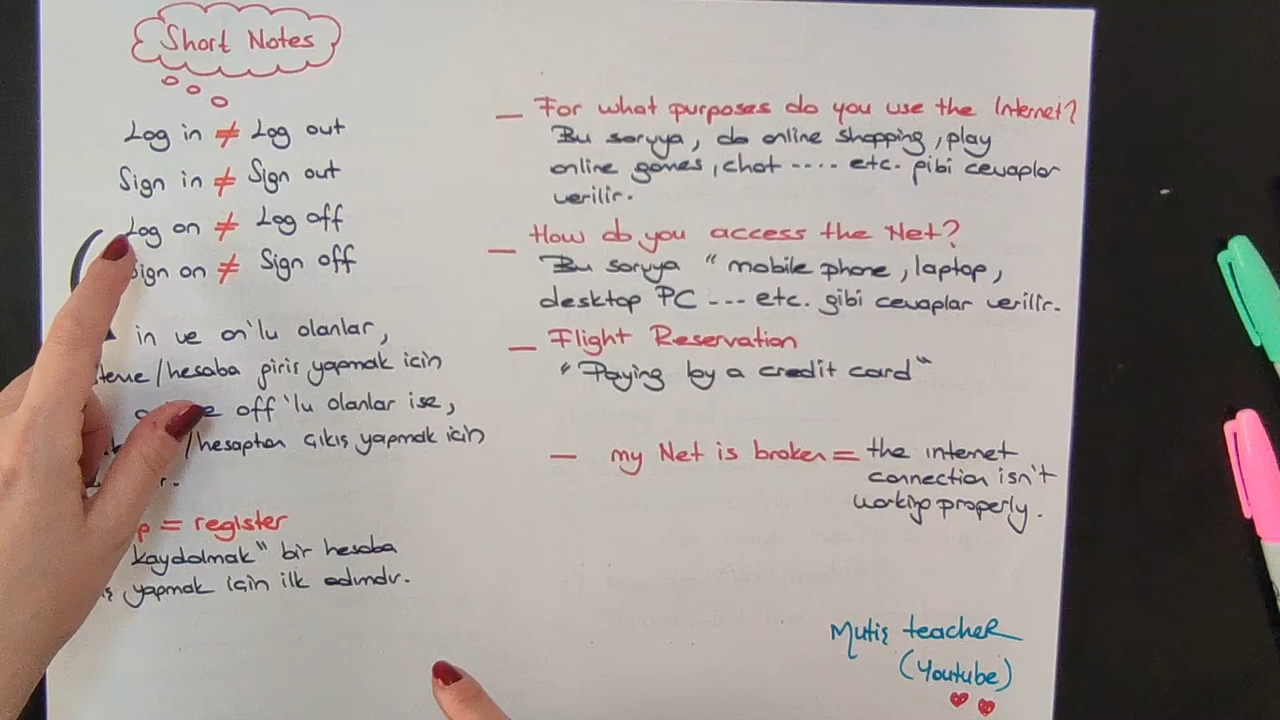 Short Notes
Log in ≠ Log out
Sign in ≠ Sign out
Log on ≠ Log off
Sign on ≠ Sign off
in ve on'lu olanlar,
/hesaba giriş yapmak için
off'lu olanlar ise,
/hesaptan çıkış yapmak için
= register
kaydolmak" bir hesaba
yapmak için ilk adımdır.
— For what purposes do you use the Internet?
Bu soruya, do online shopping, play
online games, chat ---- etc. gibi cevaplar
verilir.
— How do you access the Net?
Bu soruya " mobile phone, laptop,
desktop PC --- etc. gibi cevaplar verilir.
— Flight Reservation
"Paying by a credit card"
— my Net is broken = the internet
connection isn't
working properly.
Mutiş teacher
(Youtube)